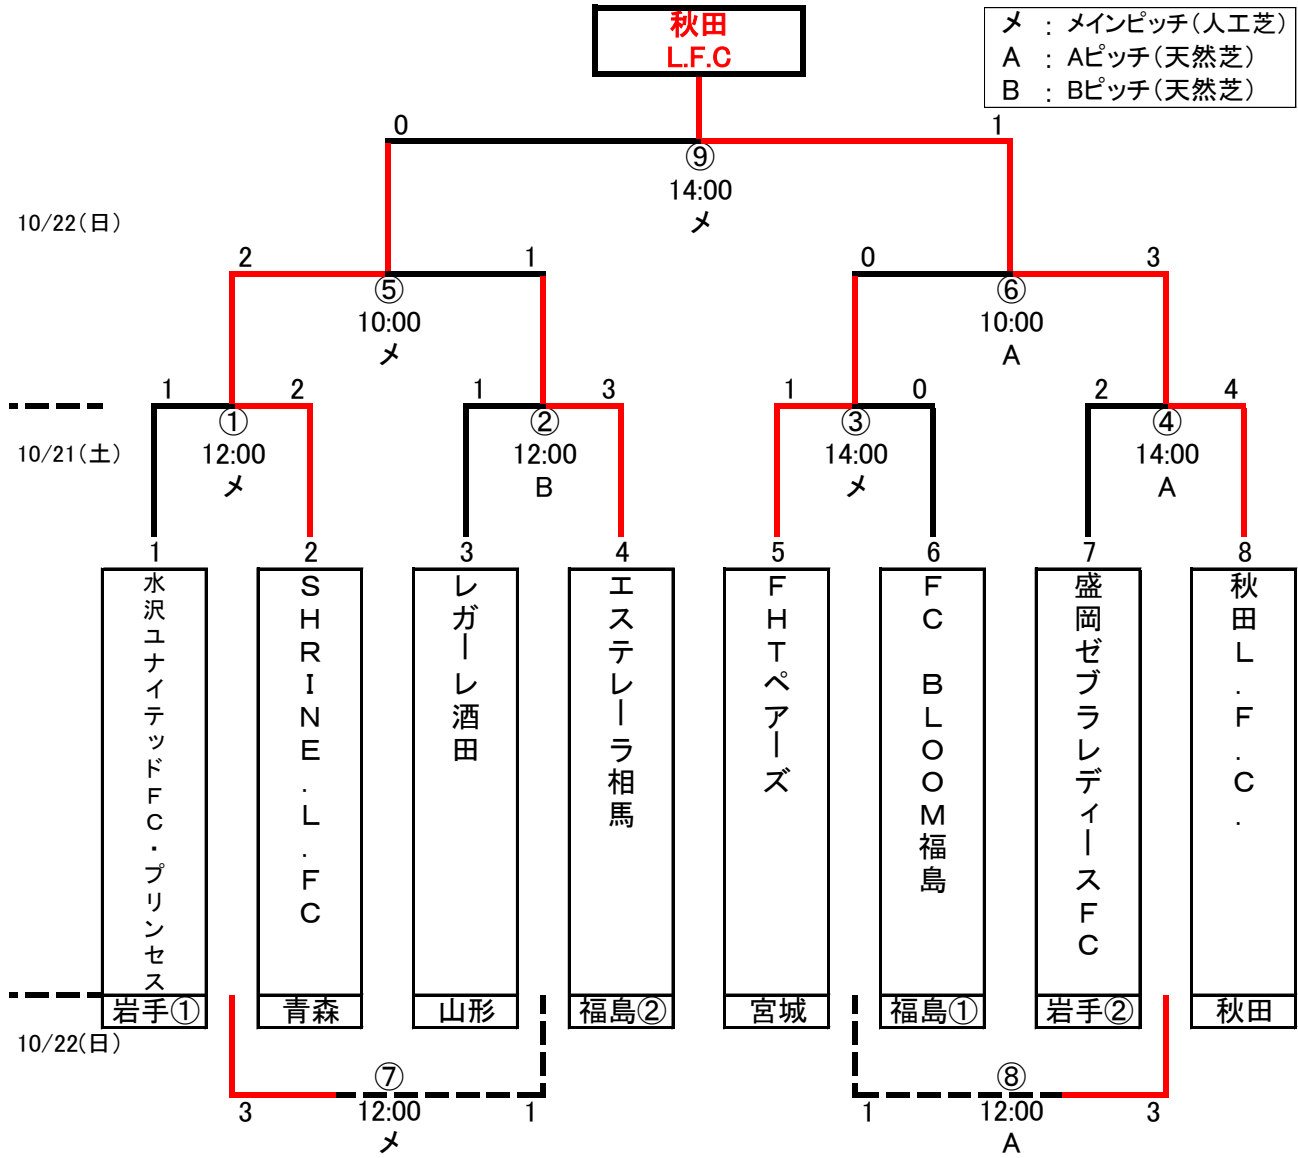 秋田
L.F.C
メ : メインピッチ(人工芝)
A : Aピッチ(天然芝)
B : Bピッチ(天然芝)
0 1
⑨
14:00
メ
10/22(日)
2 1 0 3
⑤ ⑥
10:00 10:00
メ A
1 2 1 3 1 0 2 4
① ② ③ ④
10/21(土) 12:00 12:00 14:00 14:00
メ B メ A
1 2 3 4 5 6 7 8
水沢ユナイテッドFC・プリンセス
SHRINE.L.FC
レガーレ酒田
エステレーラ相馬
FHTペアーズ
FC BLOOM福島
盛岡ゼブラレディースFC
秋田L.F.C.
岩手① 青森 山形 福島② 宮城 福島① 岩手② 秋田
10/22(日)
⑦ ⑧
3 12:00 1 1 12:00 3
メ A